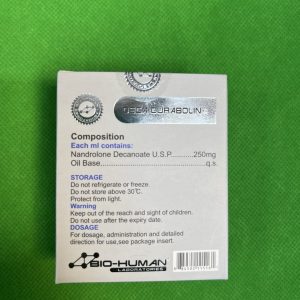 DECA DURABOLIN
Composition
Each ml contains:
Nandrolone Decanoate U.S.P..........250mg
Oil Base......................................q.s.
STORAGE
Do not refrigerate or freeze.
Do not store above 30°C.
Protect from light.
Warning
Keep out of the reach and sight of children.
Do not use after the expiry date.
DOSAGE
For dosage, administration and detailed
direction for use,see package insert.
BIO-HUMAN
LABORATORIES